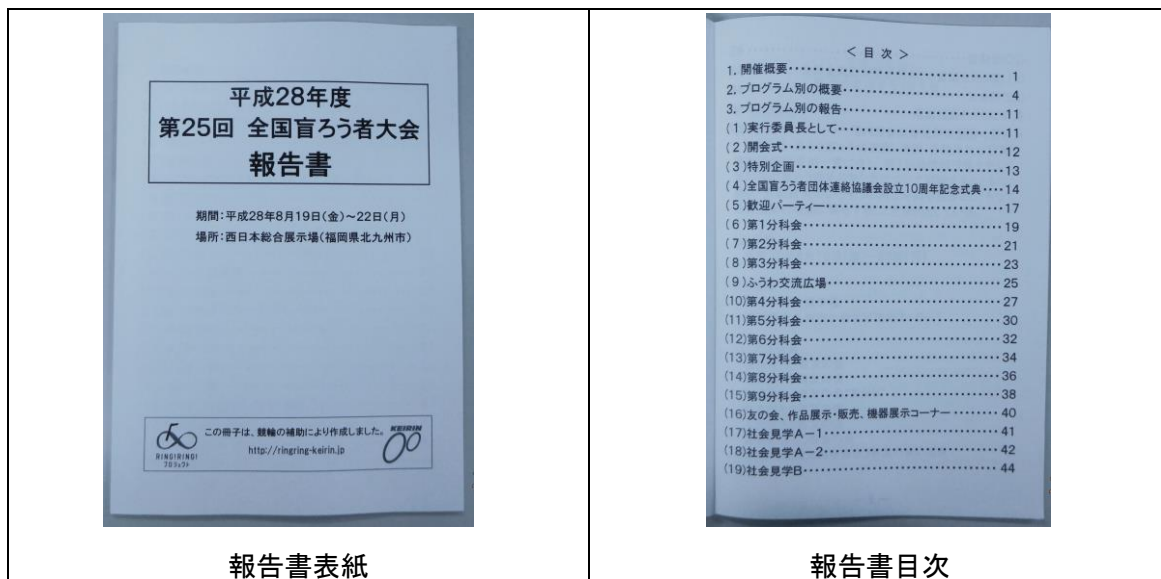 平成28年度
第25回 全国盲ろう者大会
報告書
期間:平成28年8月19日(金)～22日(月)
場所:西日本総合展示場(福岡県北九州市)
RING!RING!
プロジェクト
この冊子は、競輪の補助により作成しました。
http://ringring-keirin.jp
KEIRIN
報告書表紙
＜目次＞
1.開催概要‥‥‥‥‥‥‥‥‥‥‥‥ 1
2.プログラム別の概要‥‥‥‥‥‥‥‥‥‥ 4
3.プログラム別の報告‥‥‥‥‥‥‥‥‥‥11
(1)実行委員長として‥‥‥‥‥‥‥‥‥‥11
(2)開会式‥‥‥‥‥‥‥‥‥‥‥‥12
(3)特別企画‥‥‥‥‥‥‥‥‥‥‥‥13
(4)全国盲ろう者団体連絡協議会設立10周年記念式典‥‥14
(5)歓迎パーティー‥‥‥‥‥‥‥‥‥‥17
(6)第1分科会‥‥‥‥‥‥‥‥‥‥‥19
(7)第2分科会‥‥‥‥‥‥‥‥‥‥‥21
(8)第3分科会‥‥‥‥‥‥‥‥‥‥‥23
(9)ふうわ交流広場‥‥‥‥‥‥‥‥‥‥25
(10)第4分科会‥‥‥‥‥‥‥‥‥‥‥27
(11)第5分科会‥‥‥‥‥‥‥‥‥‥‥30
(12)第6分科会‥‥‥‥‥‥‥‥‥‥‥32
(13)第7分科会‥‥‥‥‥‥‥‥‥‥‥34
(14)第8分科会‥‥‥‥‥‥‥‥‥‥‥36
(15)第9分科会‥‥‥‥‥‥‥‥‥‥‥38
(16)友の会、作品展示・販売、機器展示コーナー‥‥‥‥40
(17)社会見学A－1‥‥‥‥‥‥‥‥‥‥41
(18)社会見学A－2‥‥‥‥‥‥‥‥‥‥42
(19)社会見学B‥‥‥‥‥‥‥‥‥‥‥44
報告書目次